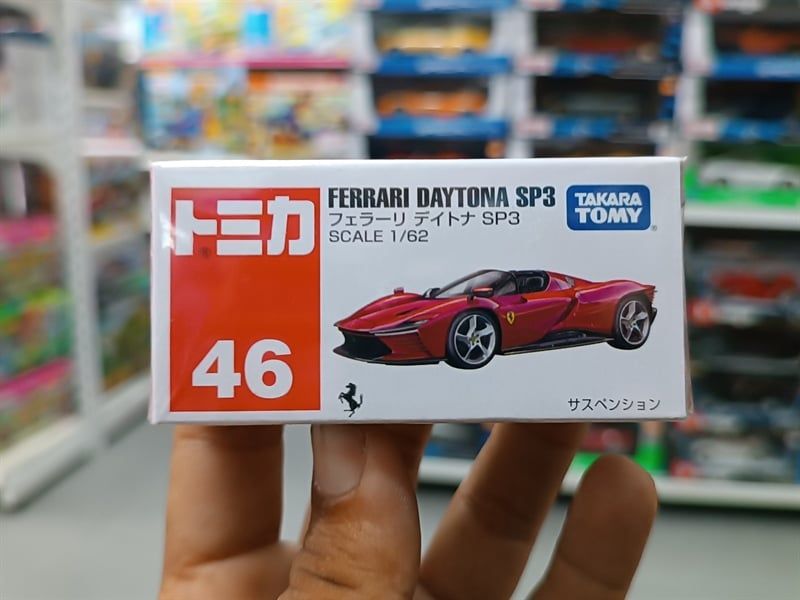 トミカ
46
FERRARI DAYTONA SP3
フェラーリ デイトナ SP3
SCALE 1/62
TAKARA
TOMY
サスペンション